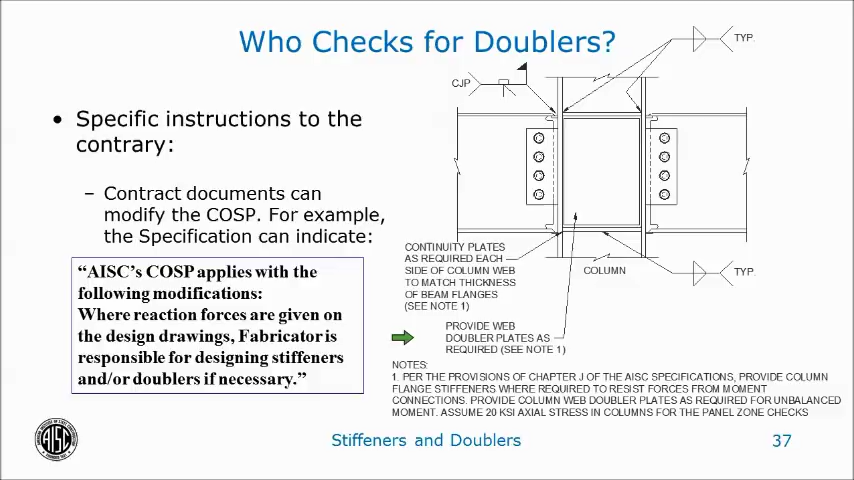 Who Checks for Doublers?
• Specific instructions to the
contrary:
– Contract documents can
modify the COSP. For example,
the Specification can indicate:
“AISC’s COSP applies with the
following modifications:
Where reaction forces are given on
the design drawings, Fabricator is
responsible for designing stiffeners
and/or doublers if necessary.”
TYP.
CJP
CONTINUITY PLATES
AS REQUIRED EACH
SIDE OF COLUMN WEB
TO MATCH THICKNESS
OF BEAM FLANGES
(SEE NOTE 1)
COLUMN
TYP.
PROVIDE WEB
DOUBLER PLATES AS
REQUIRED (SEE NOTE 1)
NOTES:
1. PER THE PROVISIONS OF CHAPTER J OF THE AISC SPECIFICATIONS, PROVIDE COLUMN
FLANGE STIFFENERS WHERE REQUIRED TO RESIST FORCES FROM MOMENT
CONNECTIONS. PROVIDE COLUMN WEB DOUBLER PLATES AS REQUIRED FOR UNBALANCED
MOMENT. ASSUME 20 KSI AXIAL STRESS IN COLUMNS FOR THE PANEL ZONE CHECKS
AISC
Stiffeners and Doublers
37